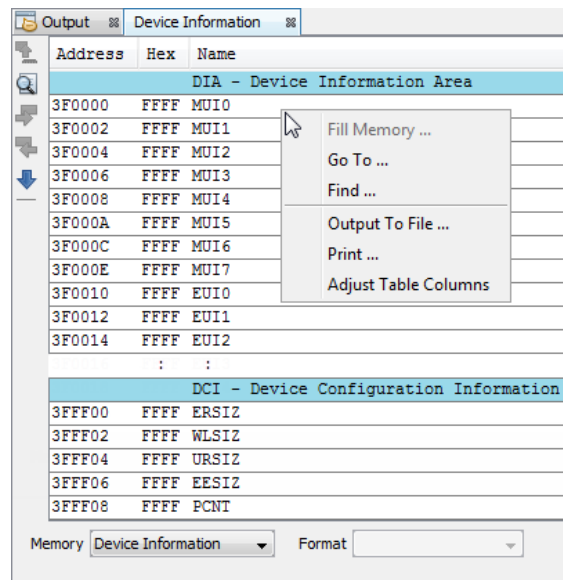 Output Device Information
Address Hex Name
DIA - Device Information Area
3F0000 FFFF MUI0
3F0002 FFFF MUI1
3F0004 FFFF MUI2
3F0006 FFFF MUI3
3F0008 FFFF MUI4
3F000A FFFF MUI5
3F000C FFFF MUI6
3F000E FFFF MUI7
3F0010 FFFF EUI0
3F0012 FFFF EUI1
3F0014 FFFF EUI2
: :
DCI - Device Configuration Information
3FFF00 FFFF ERSIZ
3FFF02 FFFF WLSIZ
3FFF04 FFFF URSIZ
3FFF06 FFFF EESIZ
3FFF08 FFFF PCNT
Fill Memory ...
Go To ...
Find ...
Output To File ...
Print ...
Adjust Table Columns
Memory Device Information Format